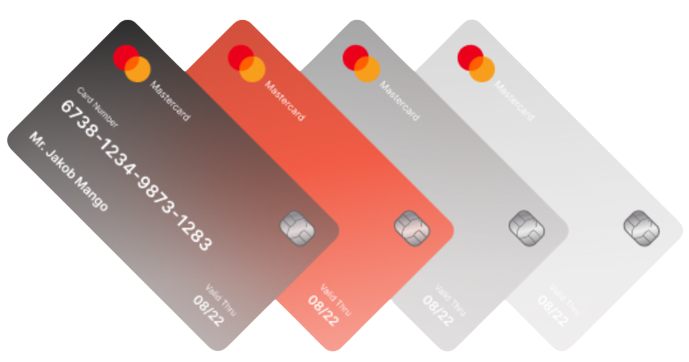 Mastercard
Card Number
6738-1234-9873-1283
Mr. Jakob Mango
Valid Thru
08/22
Mastercard
Valid Thru
08/22
Mastercard
Valid Thru
08/22
Mastercard
Valid Thru
08/22